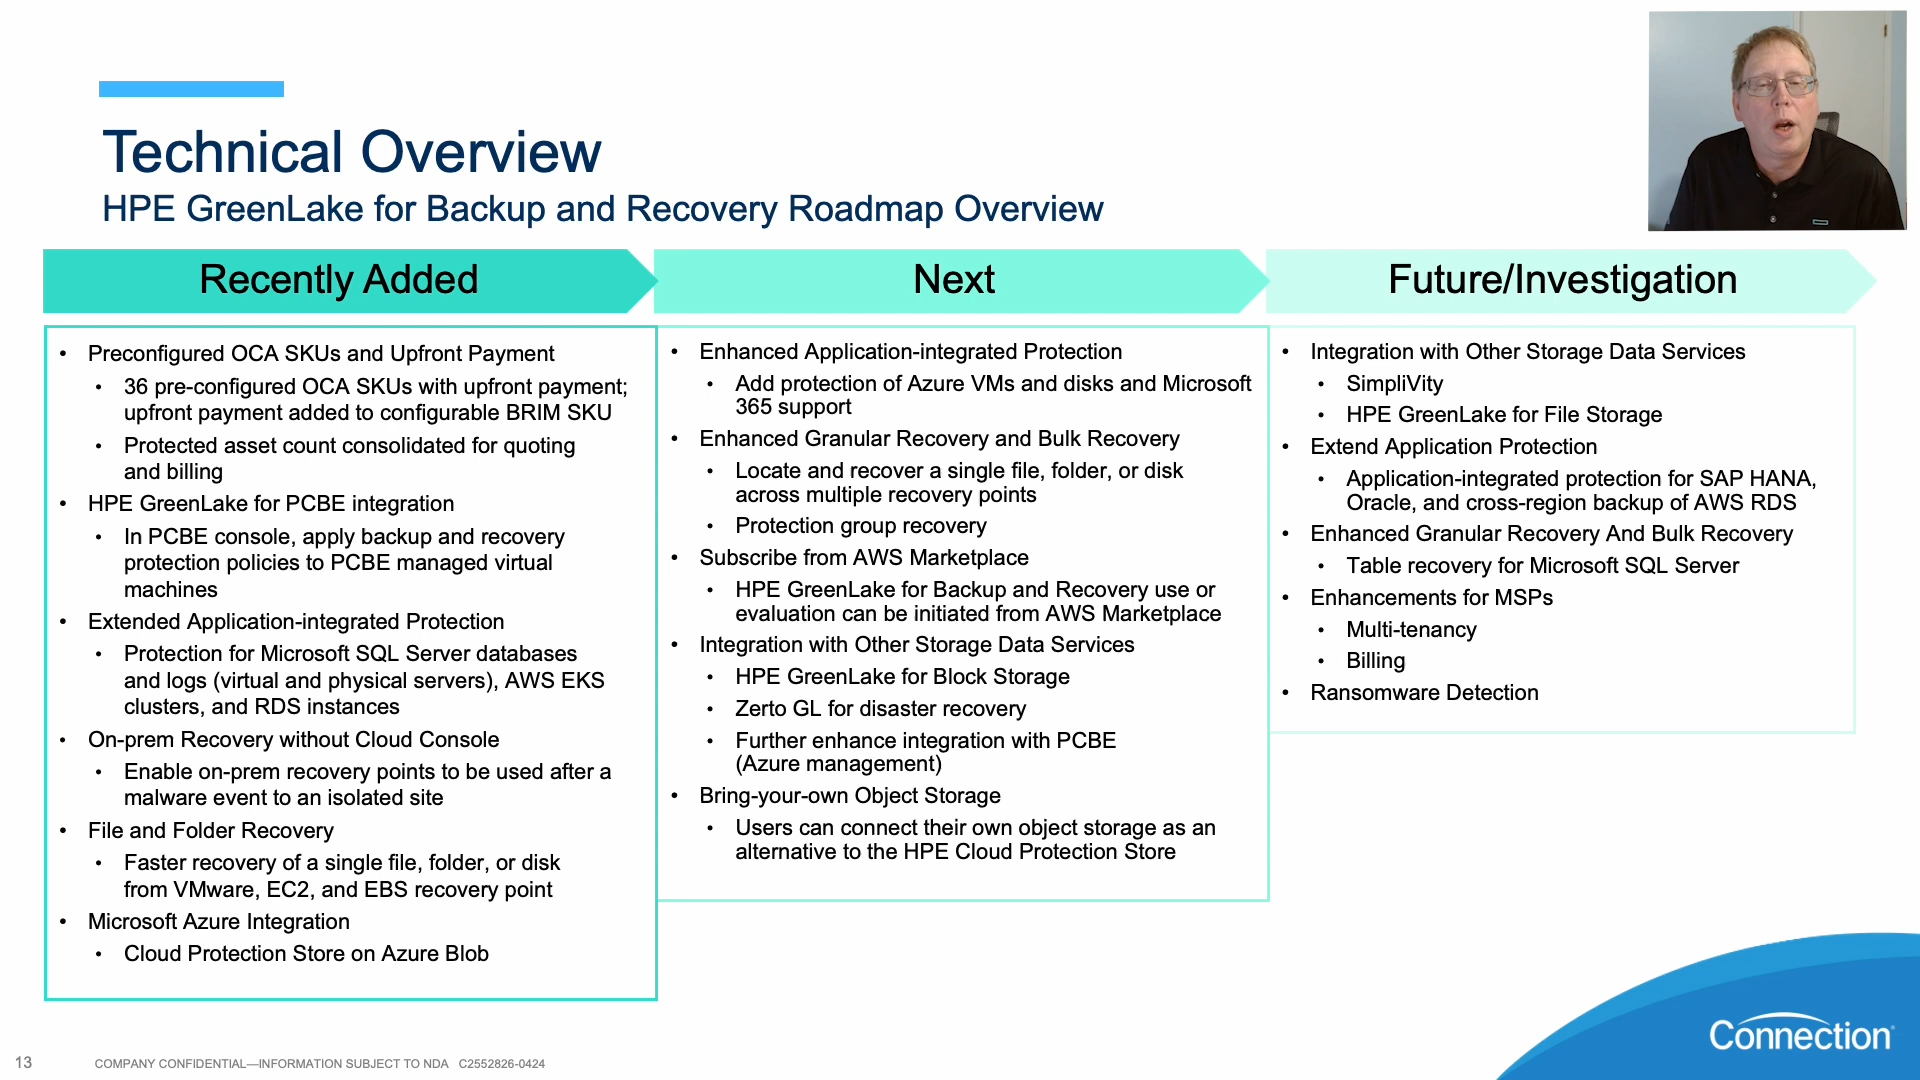 Technical Overview
HPE GreenLake for Backup and Recovery Roadmap Overview
Recently Added
• Preconfigured OCA SKUs and Upfront Payment
• 36 pre-configured OCA SKUs with upfront payment;
upfront payment added to configurable BRIM SKU
• Protected asset count consolidated for quoting
and billing
• HPE GreenLake for PCBE integration
• In PCBE console, apply backup and recovery
protection policies to PCBE managed virtual
machines
• Extended Application-integrated Protection
• Protection for Microsoft SQL Server databases
and logs (virtual and physical servers), AWS EKS
clusters, and RDS instances
• On-prem Recovery without Cloud Console
• Enable on-prem recovery points to be used after a
malware event to an isolated site
• File and Folder Recovery
• Faster recovery of a single file, folder, or disk
from VMware, EC2, and EBS recovery point
• Microsoft Azure Integration
• Cloud Protection Store on Azure Blob
Next
• Enhanced Application-integrated Protection
• Add protection of Azure VMs and disks and Microsoft
365 support
• Enhanced Granular Recovery and Bulk Recovery
• Locate and recover a single file, folder, or disk
across multiple recovery points
• Protection group recovery
• Subscribe from AWS Marketplace
• HPE GreenLake for Backup and Recovery use or
evaluation can be initiated from AWS Marketplace
• Integration with Other Storage Data Services
• HPE GreenLake for Block Storage
• Zerto GL for disaster recovery
• Further enhance integration with PCBE
(Azure management)
• Bring-your-own Object Storage
• Users can connect their own object storage as an
alternative to the HPE Cloud Protection Store
Future/Investigation
• Integration with Other Storage Data Services
• SimpliVity
• HPE GreenLake for File Storage
• Extend Application Protection
• Application-integrated protection for SAP HANA,
Oracle, and cross-region backup of AWS RDS
• Enhanced Granular Recovery And Bulk Recovery
• Table recovery for Microsoft SQL Server
• Enhancements for MSPs
• Multi-tenancy
• Billing
• Ransomware Detection
13
COMPANY CONFIDENTIAL—INFORMATION SUBJECT TO NDA C2552826-0424
Connection